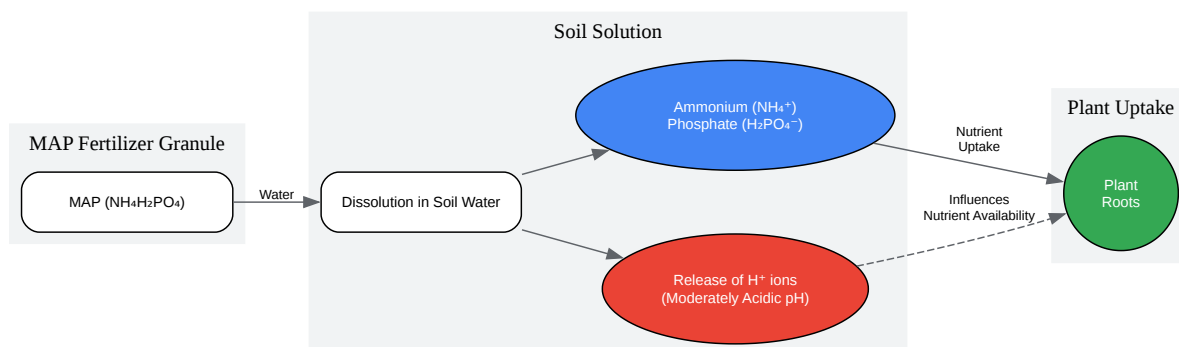 MAP Fertilizer Granule
MAP (NH₄H₂PO₄)
Water
Soil Solution
Dissolution in Soil Water
Ammonium (NH₄⁺)
Phosphate (H₂PO₄⁻)
Release of H⁺ ions
(Moderately Acidic pH)
Nutrient
Uptake
Influences
Nutrient Availability
Plant Uptake
Plant
Roots